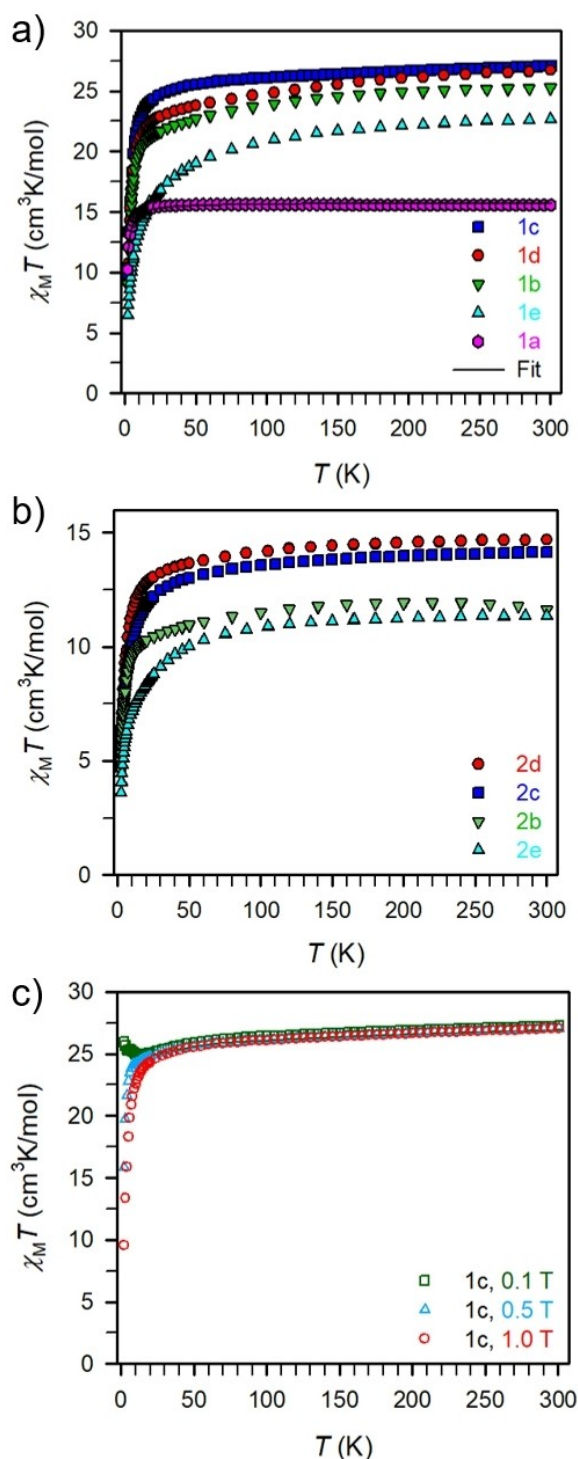 a)
30
25
20
15
10
5
0
χMT (cm³K/mol)
1c
1d
1b
1e
1a
Fit
0 50 100 150 200 250 300
T (K)
b)
15
10
5
0
χMT (cm³K/mol)
2d
2c
2b
2e
0 50 100 150 200 250 300
T (K)
c)
30
25
20
15
10
5
0
χMT (cm³K/mol)
1c, 0.1 T
1c, 0.5 T
1c, 1.0 T
0 50 100 150 200 250 300
T (K)